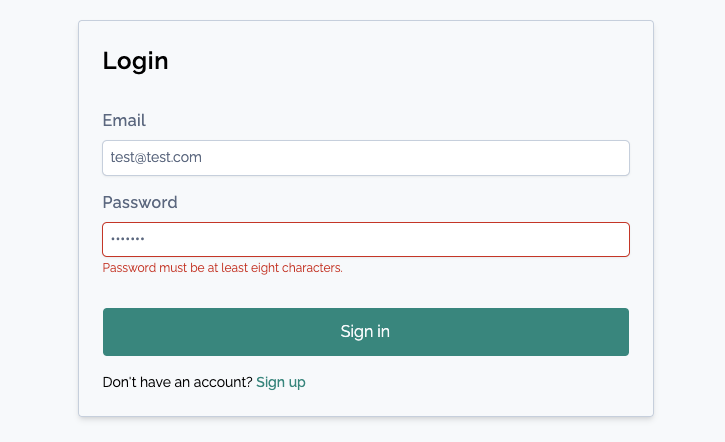 Login
Email
test@test.com
Password
•••••••
Password must be at least eight characters.
Sign in
Don't have an account? Sign up